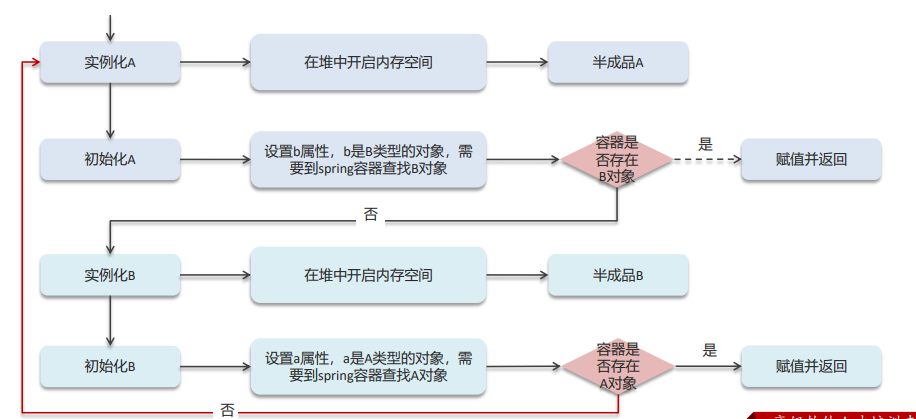 实例化A
在堆中开启内存空间
半成品A
初始化A
设置b属性，b是B类型的对象，需
要到spring容器查找B对象
容器是
否存在
B对象
是
赋值并返回
否
实例化B
在堆中开启内存空间
半成品B
初始化B
设置a属性，a是A类型的对象，需
要到spring容器查找A对象
容器是
否存在
A对象
是
赋值并返回
否